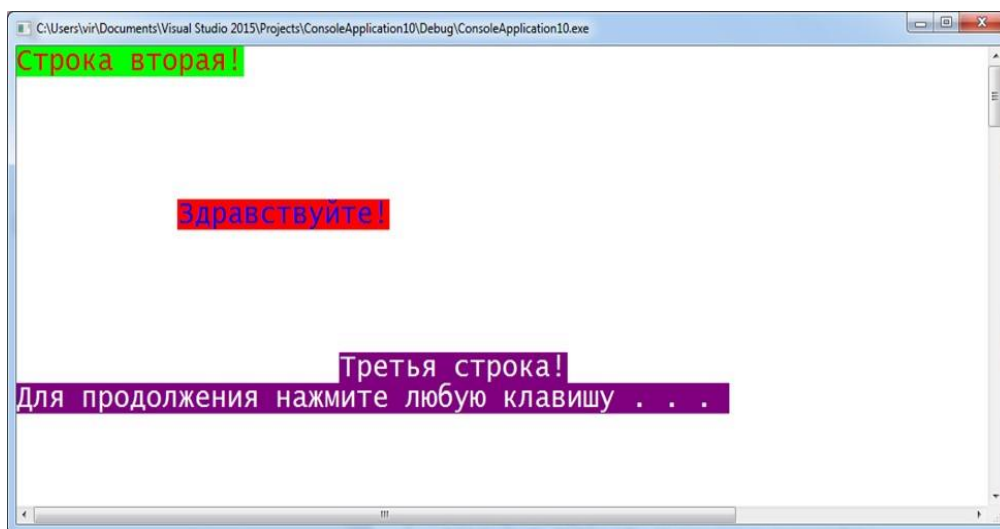 C:\Users\vir\Documents\Visual Studio 2015\Projects\ConsoleApplication10\Debug\ConsoleApplication10.exe
Строка вторая!
Здравствуйте!
Третья строка!
Для продолжения нажмите любую клавишу . . .